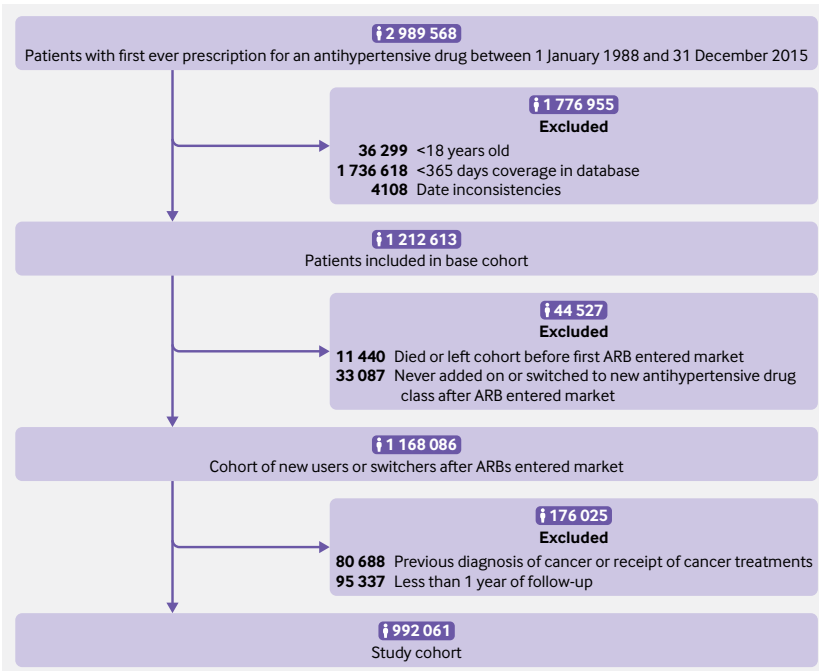 2 989 568
Patients with first ever prescription for an antihypertensive drug between 1 January 1988 and 31 December 2015
1 776 955
Excluded
36 299 <18 years old
1 736 618 <365 days coverage in database
4108 Date inconsistencies
1 212 613
Patients included in base cohort
44 527
Excluded
11 440 Died or left cohort before first ARB entered market
33 087 Never added on or switched to new antihypertensive drug
class after ARB entered market
1 168 086
Cohort of new users or switchers after ARBs entered market
176 025
Excluded
80 688 Previous diagnosis of cancer or receipt of cancer treatments
95 337 Less than 1 year of follow-up
992 061
Study cohort